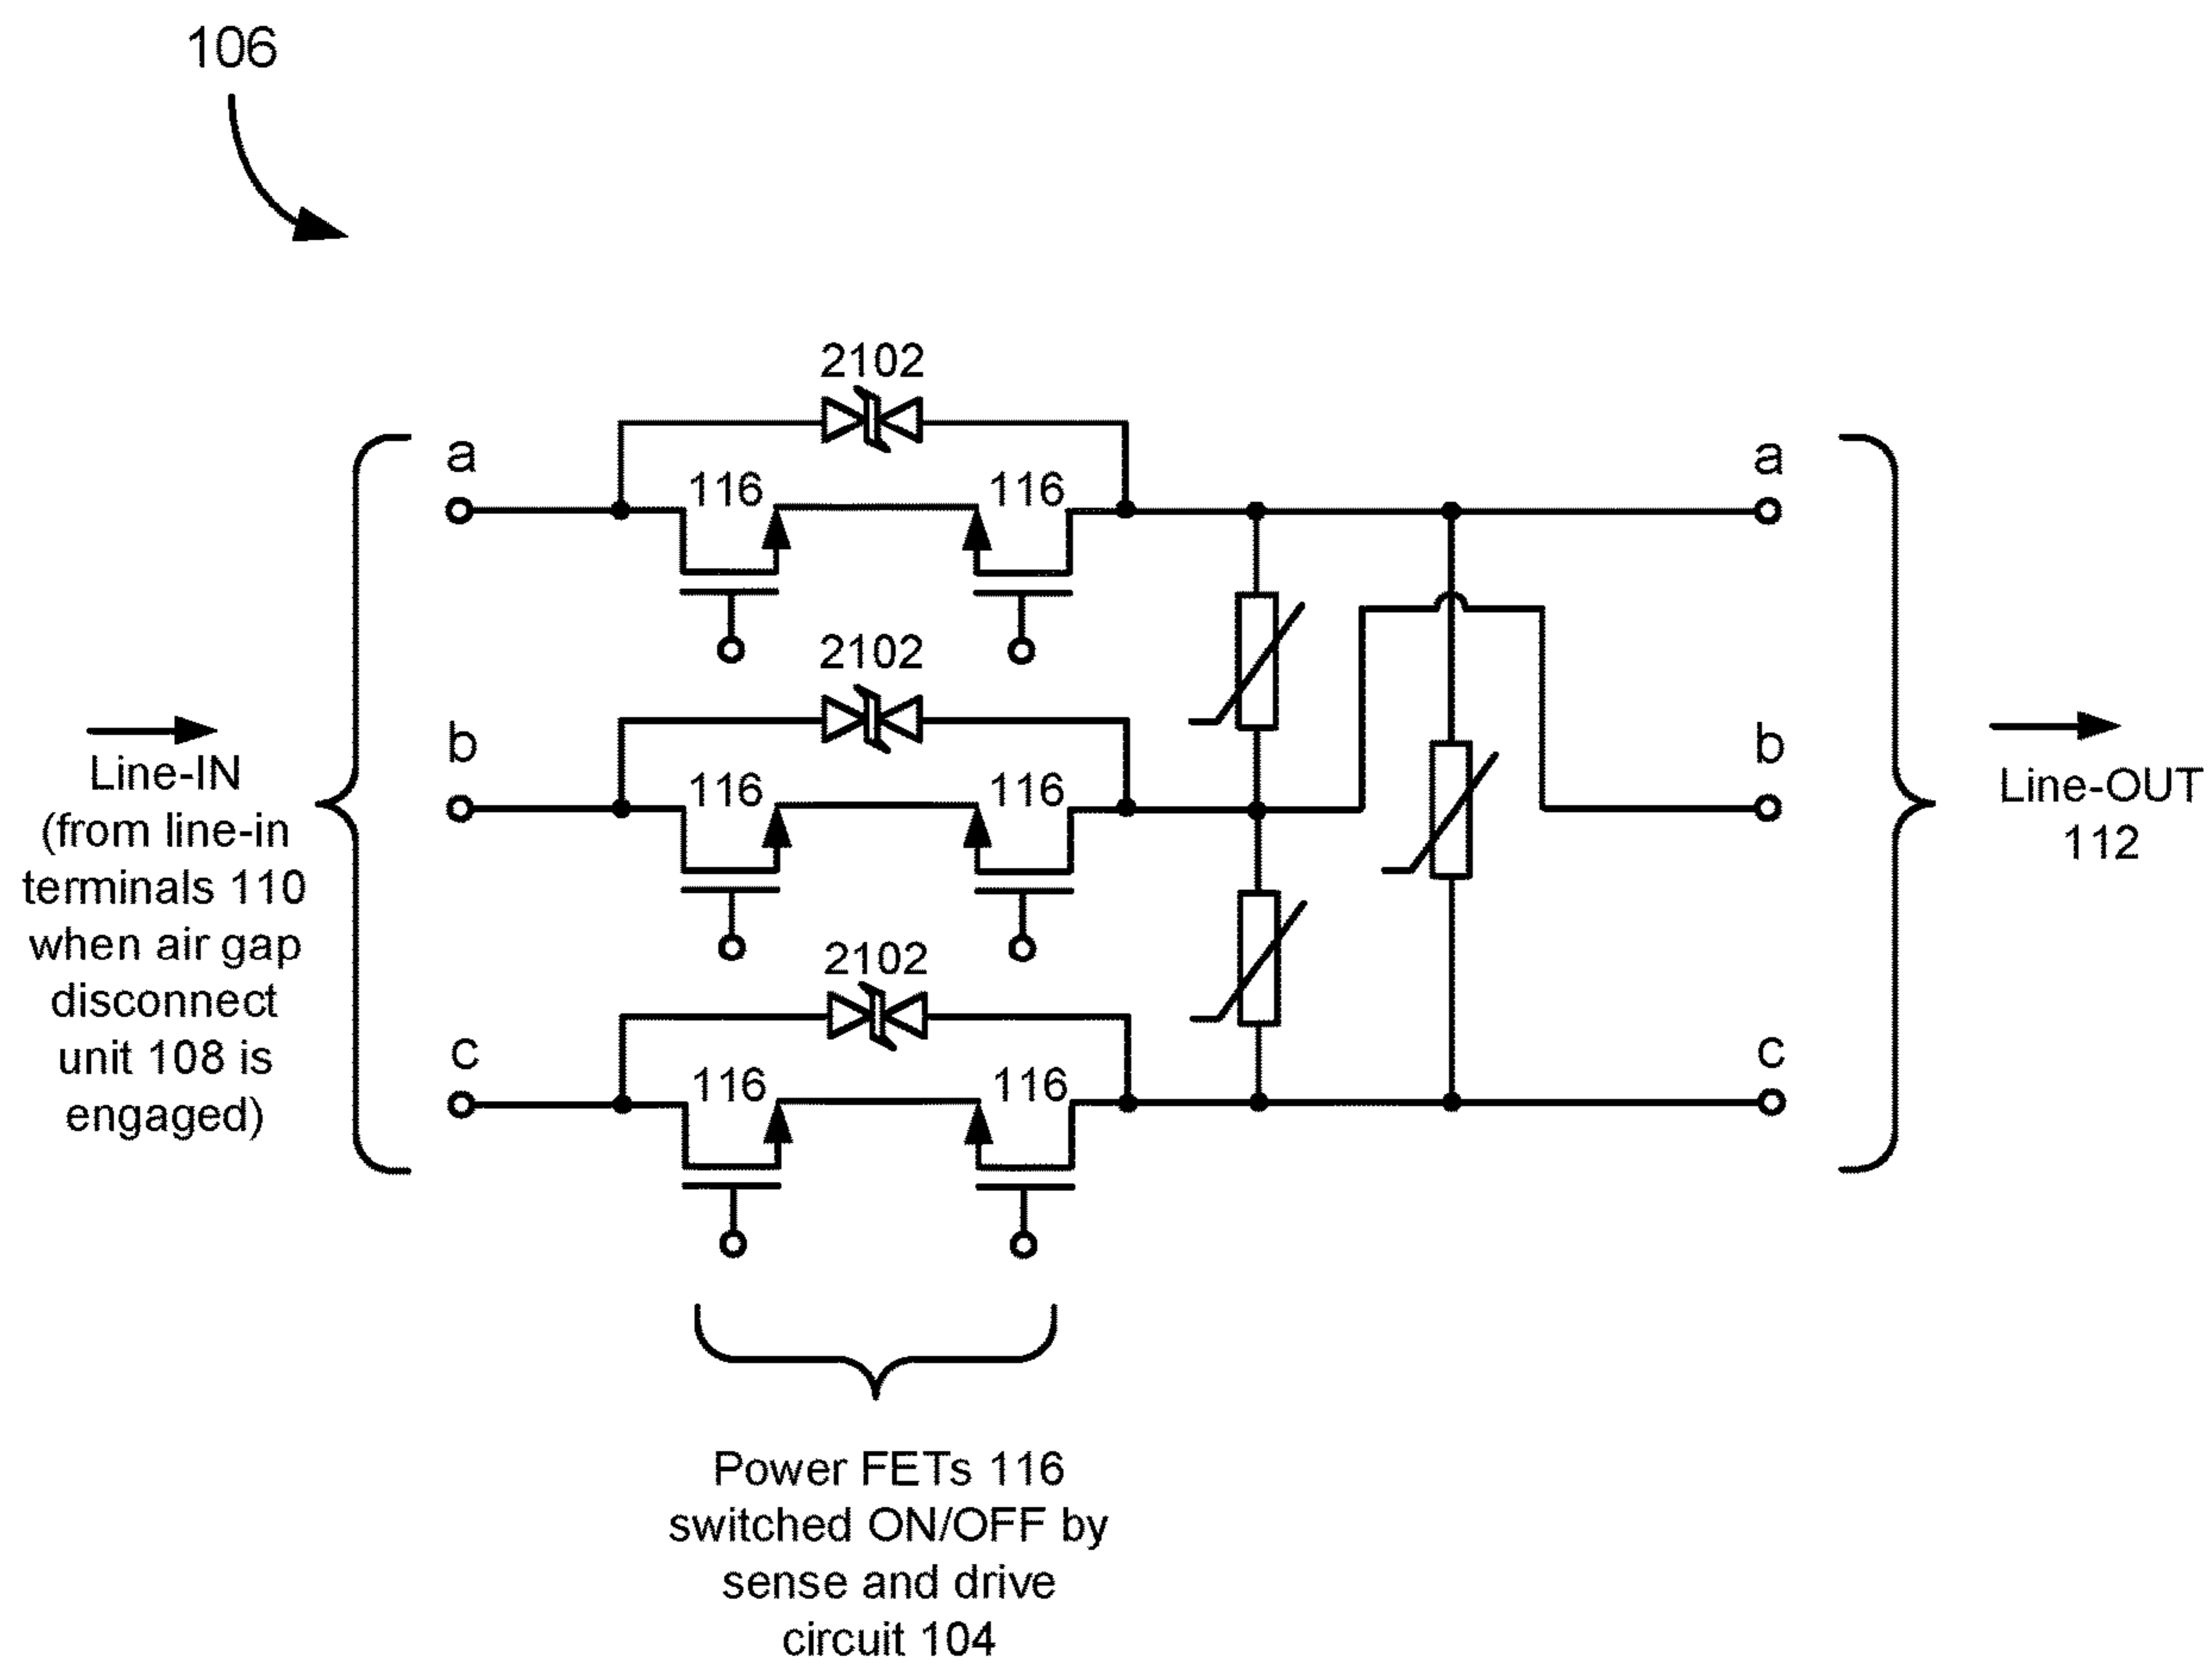 106
2102
a
116
116
a
2102
b
116
116
b
Line-IN
(from line-in
terminals 110
when air gap
disconnect
unit 108 is
engaged)
Line-OUT
112
2102
c
116
116
c
Power FETs 116
switched ON/OFF by
sense and drive
circuit 104